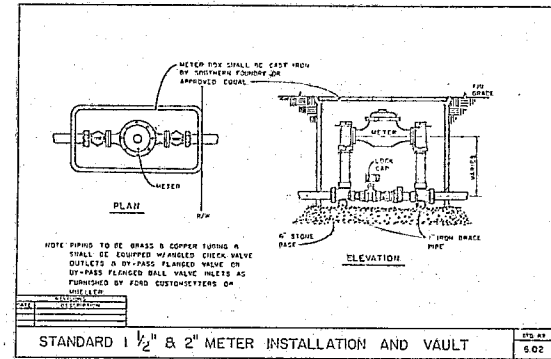 METER BOX SHALL BE CAST IRON
BY SOUTHERN FOUNDRY OR
APPROVED EQUAL
FIN
GRADE
METER
LOCK
CAP
VARIES
METER
PLAN
R/W
6" STONE
BASE
1" IRON BRACE
PIPE
ELEVATION
NOTE: PIPING TO BE BRASS & COPPER TUBING &
SHALL BE EQUIPPED W/ANGLED CHECK VALVE
OUTLETS & BY-PASS FLANGED VALVE OR
BY-PASS FLANGED BALL VALVE INLETS AS
FURNISHED BY FORD CUSTOMSETTERS OR
MUELLER
REVISIONS
DATE DESCRIPTION
STANDARD 1 1/2" & 2" METER INSTALLATION AND VAULT
STD. NO.
6.02